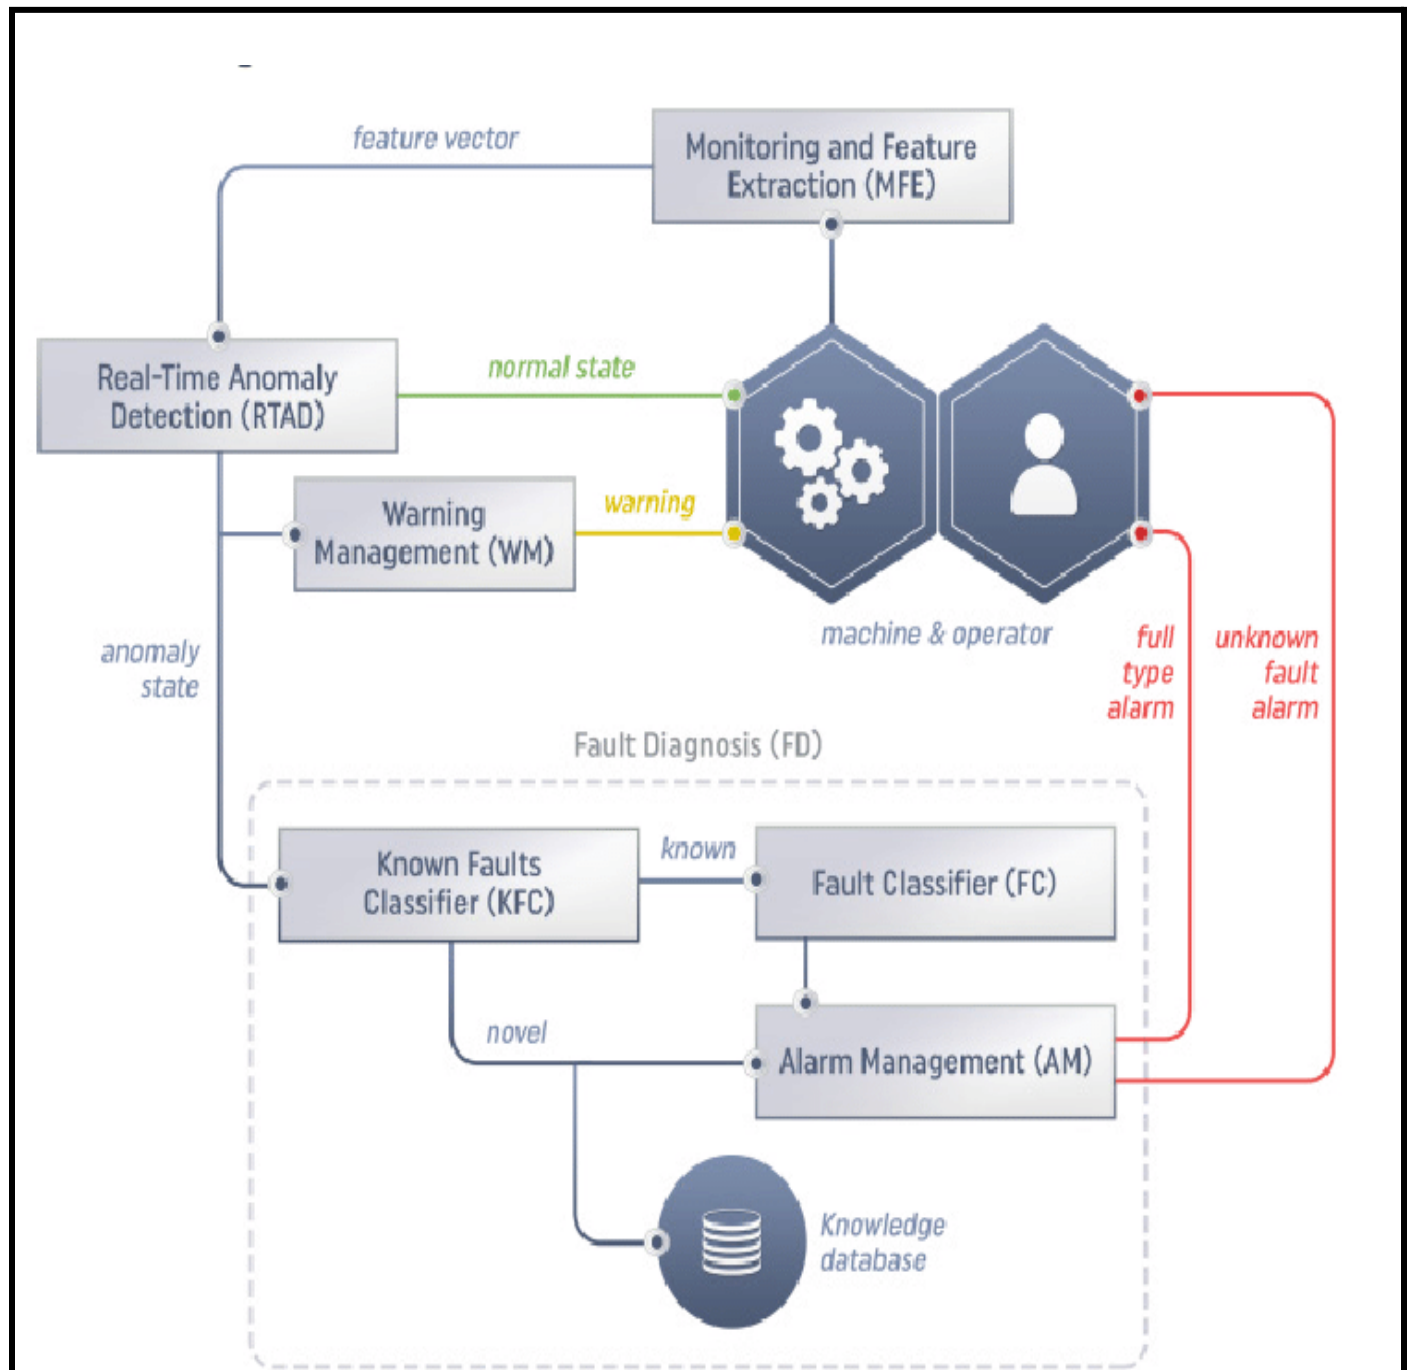 feature vector
Monitoring and Feature
Extraction (MFE)
Real-Time Anomaly
Detection (RTAD)
normal state
Warning
Management (WM)
warning
machine & operator
anomaly
state
full
type
alarm
unknown
fault
alarm
Fault Diagnosis (FD)
Known Faults
Classifier (KFC)
known
Fault Classifier (FC)
novel
Alarm Management (AM)
Knowledge
database